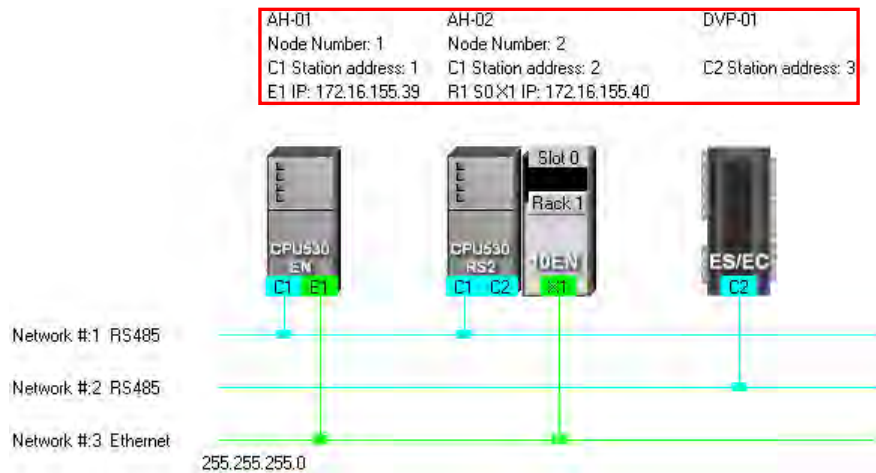 AH-01 AH-02 DVP-01
Node Number: 1 Node Number: 2
C1 Station address: 1 C1 Station address: 2 C2 Station address: 3
E1 IP: 172.16.155.39 R1 S0 X1 IP: 172.16.155.40
Slot 0
Rack 1
CPU530 CPU530 10EN ES/EC
EN RS2
C1 E1 C1 C2 X1 C2
Network #:1 RS485
Network #:2 RS485
Network #:3 Ethernet
255.255.255.0